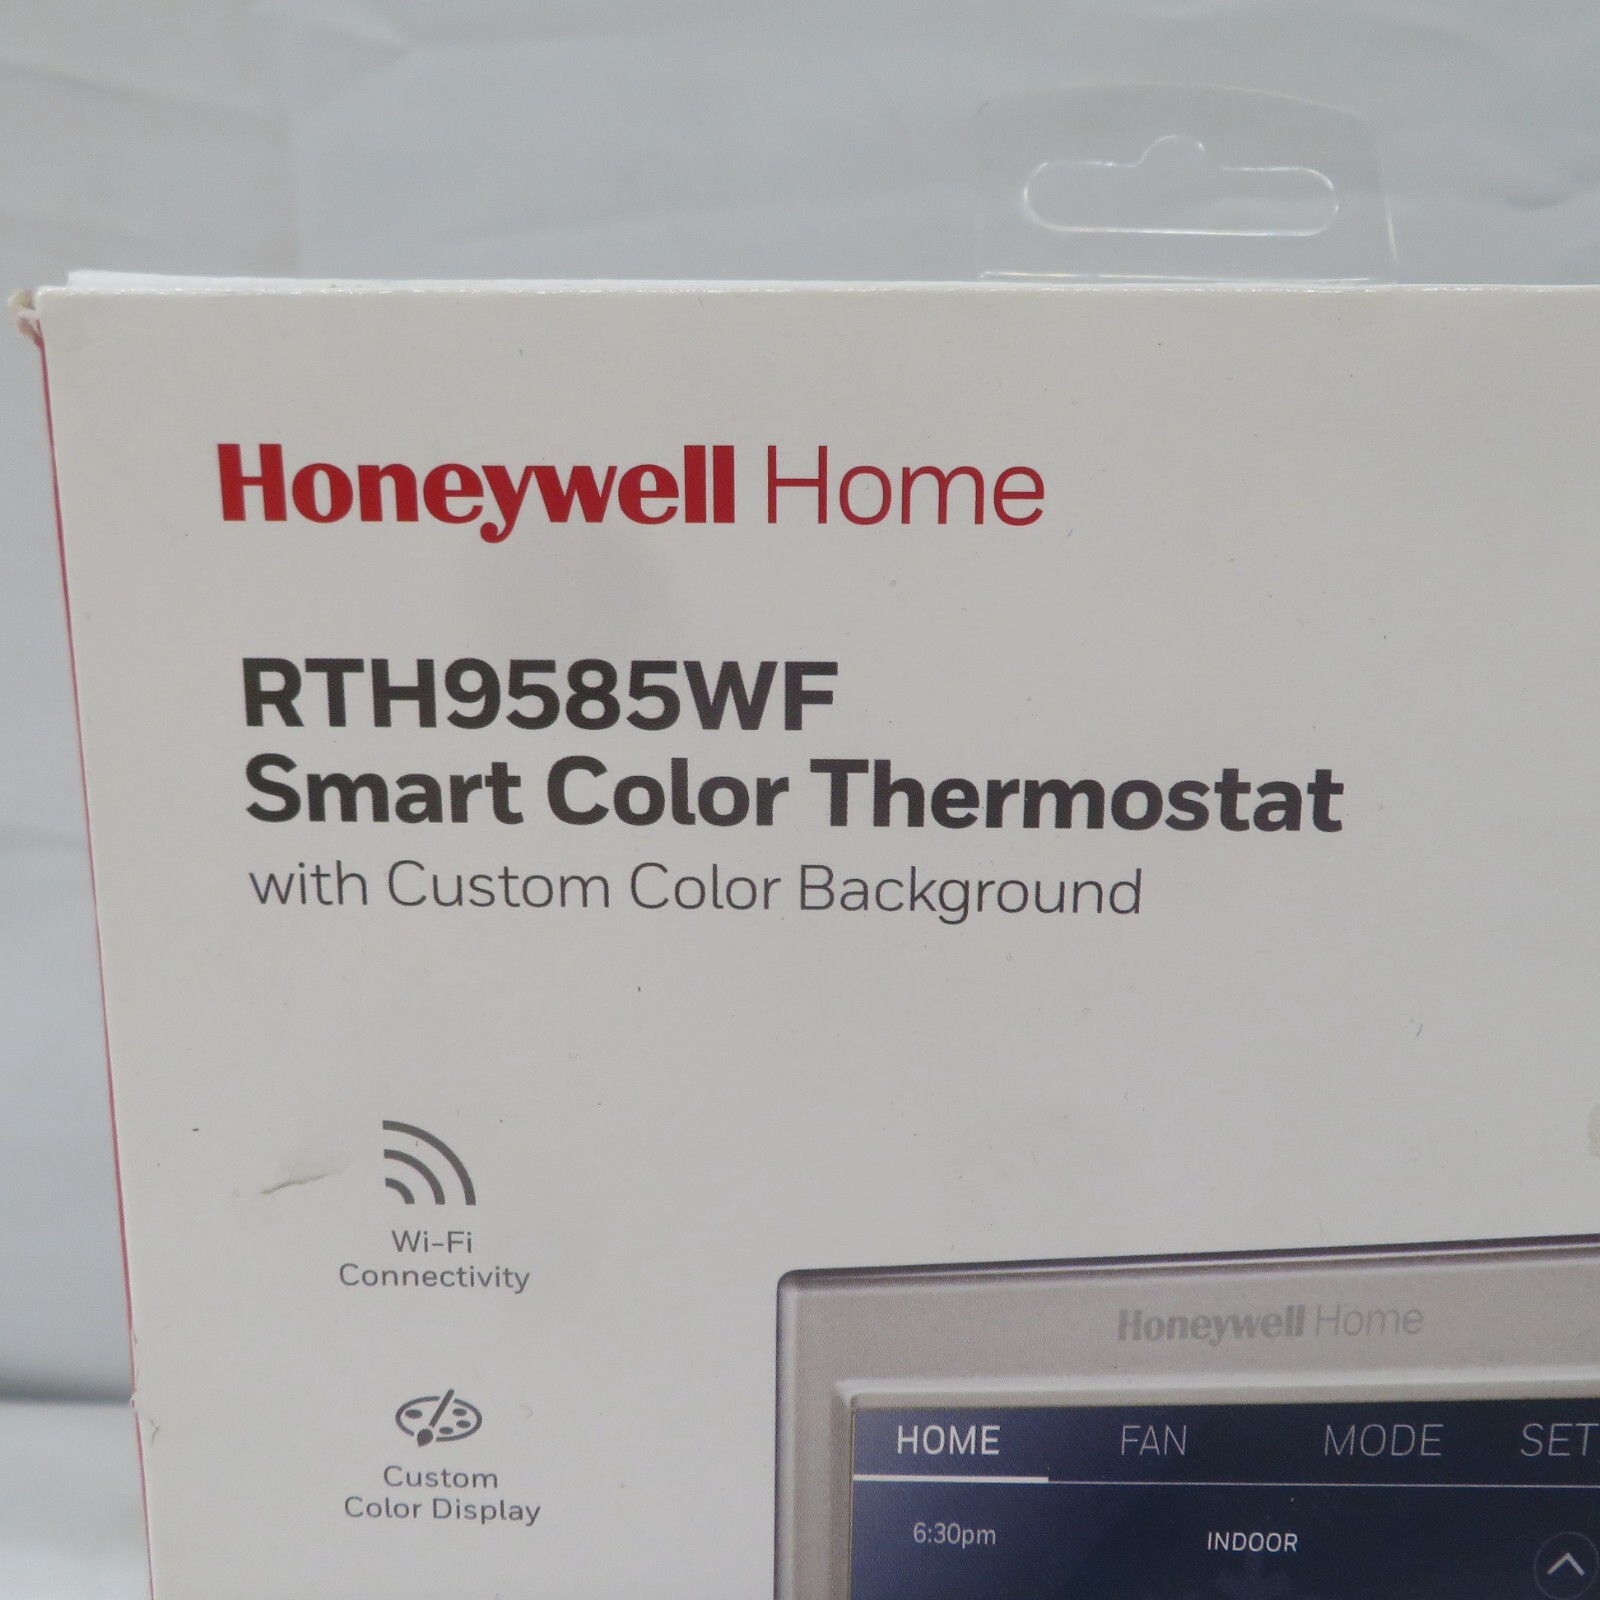 Honeywell Home
RTH9585WF
Smart Color Thermostat
with Custom Color Background
Wi-Fi
Connectivity
Custom
Color Display
Honeywell Home
HOME FAN MODE SET
6:30pm INDOOR